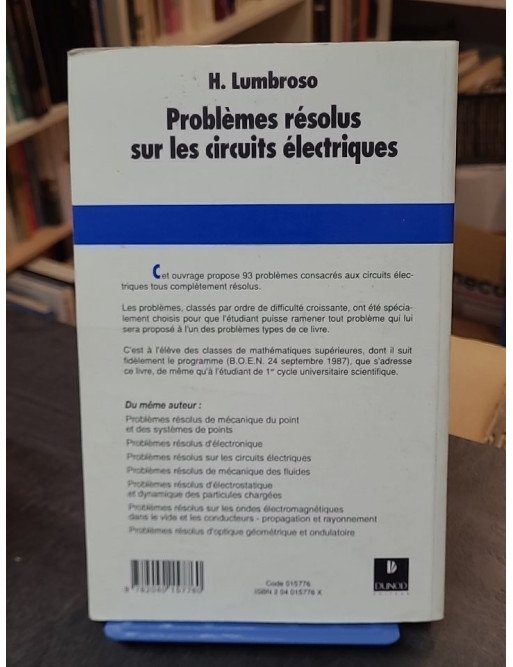 H. Lumbroso
Problèmes résolus
sur les circuits électriques
Cet ouvrage propose 93 problèmes consacrés aux circuits élec-
triques tous complètement résolus.
Les problèmes, classés par ordre de difficulté croissante, ont été spécia-
lement choisis pour que l'étudiant puisse ramener tout problème qui lui
sera proposé à l'un des problèmes types de ce livre.
C'est à l'élève des classes de mathématiques supérieures, dont il suit
fidèlement le programme (B.O.E.N. 24 septembre 1987), que s'adresse
ce livre, de même qu'à l'étudiant de 1er cycle universitaire scientifique.
Du même auteur :
Problèmes résolus de mécanique du point
et des systèmes de points
Problèmes résolus d'électronique
Problèmes résolus sur les circuits électriques
Problèmes résolus de mécanique des fluides
Problèmes résolus d'électrostatique
et dynamique des particules chargées
Problèmes résolus sur les ondes électromagnétiques
dans le vide et les conducteurs - propagation et rayonnement
Problèmes résolus d'optique géométrique et ondulatoire
9 782040 157760
Code 015776
ISBN 2 04 015776 X
DUNOD